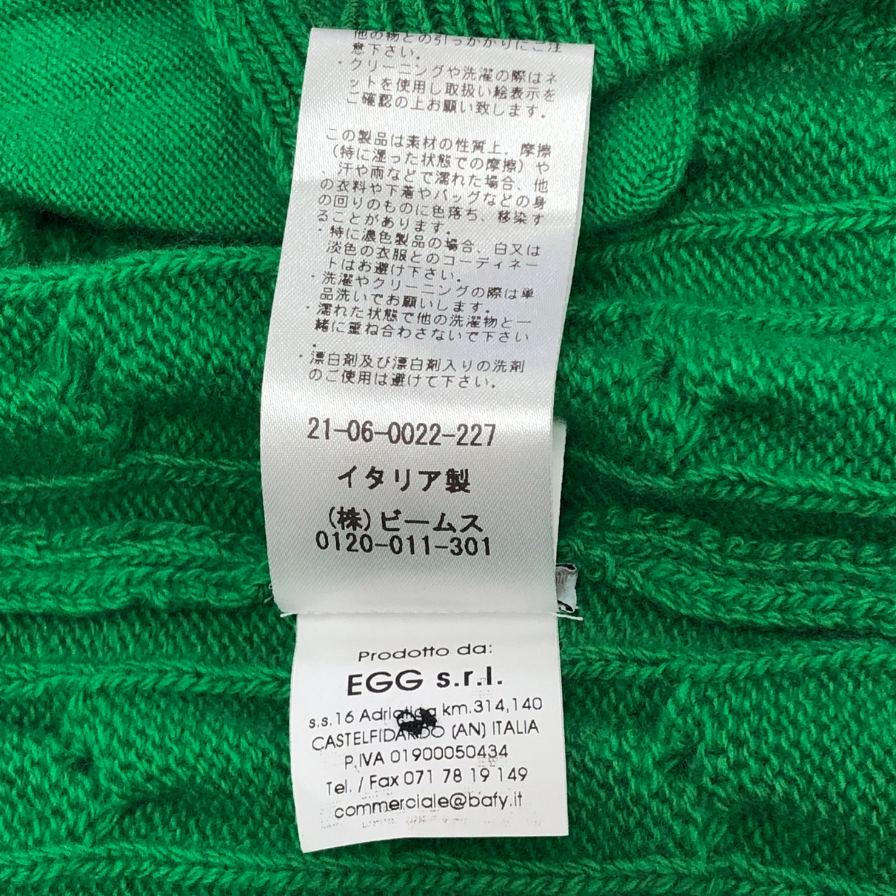 他の物との引っかかりにご注
意下さい。
・クリーニングや洗濯の際はネ
ットを使用し取扱い絵表示を
ご確認の上お願い致します。
この製品は素材の性質上、摩擦
(特に湿った状態での摩擦)や
汗や雨などで濡れた場合、他
の衣料や下着やバッグなどの身
の回りのものに色落ち、移染す
ることがあります。
・特に濃色製品の場合、白又は
淡色の衣服とのコーディネー
トはお避け下さい。
・洗濯やクリーニングの際は単
品洗いでお願いします。
・濡れた状態で他の洗濯物と一
緒に重ね合わさないで下さい
。
・漂白剤及び漂白剤入りの洗剤
のご使用は避けて下さい。
21-06-0022-227
イタリア製
(株)ビームス
0120-011-301
Prodotto da:
EGG s.r.l.
s.s.16 Adriatica km.314,140
CASTELFIDARDO (AN) ITALIA
P.IVA 01900050434
Tel. / Fax 071 78 19 149
commerciale@bafy.it